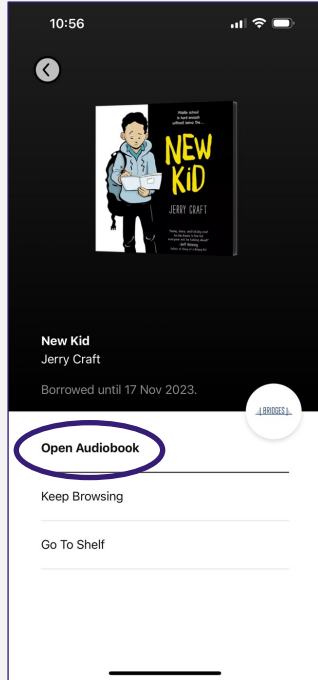 10:56
Middle school
is hard enough
without being the...
NEW
KID
JERRY CRAFT
New Kid
Jerry Craft
Borrowed until 17 Nov 2023.
BRIDGES
Open Audiobook
Keep Browsing
Go To Shelf